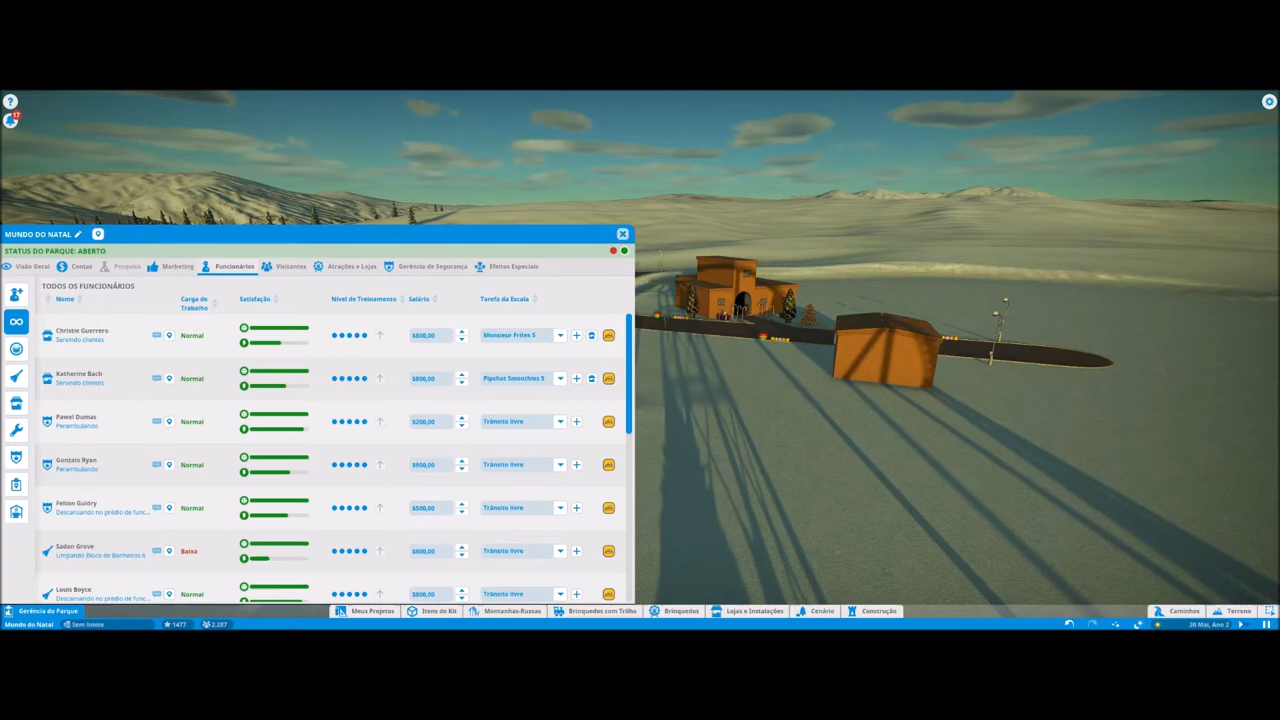 ?
17
MUNDO DO NATAL
STATUS DO PARQUE: ABERTO
Visão Geral Contas Pesquisa Marketing Funcionários Visitantes Atrações e Lojas Gerência de Segurança Efeitos Especiais
TODOS OS FUNCIONÁRIOS
Nome Carga de Trabalho Satisfação Nível de Treinamento Salário Tarefa da Escala
Christie Guerrero
Servindo clientes
Normal $800,00 Monsieur Frites 5
Katherine Bach
Servindo clientes
Normal $800,00 Pipshot Smoothies 5
Pawel Dumas
Perambulando
Normal $200,00 Trânsito livre
Gonzalo Ryan
Perambulando
Normal $900,00 Trânsito livre
Felton Guidry
Descansando no prédio de func...
Normal $500,00 Trânsito livre
Sadan Grove
Limpando Bloco de Banheiros 6
Baixa $800,00 Trânsito livre
Louis Boyce
Descansando no prédio de func...
Normal $800,00 Trânsito livre
Gerência do Parque Meus Projetos Itens do Kit Montanhas-Russas Brinquedos com Trilho Brinquedos Lojas e Instalações Cenário Construção Caminhos Terreno
Mundo do Natal Sem limite 1477 2.287 20 Mai, Ano 2